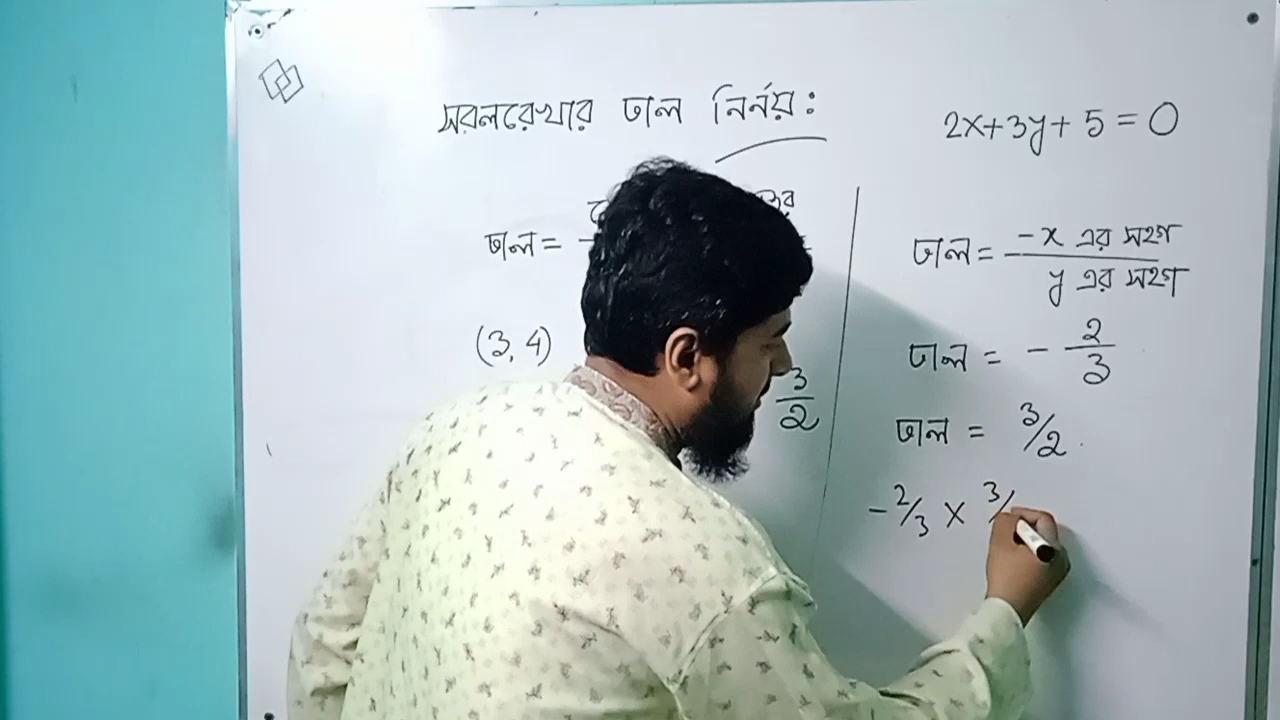 সরলরেখার ঢাল নির্নয়:
ঢাল =
(3, 4)
3/2
2x+3y+ 5 = 0
ঢাল = -x এর সহগ / y এর সহগ
ঢাল = - 2/3
ঢাল = 3/2
-2/3 × 3/